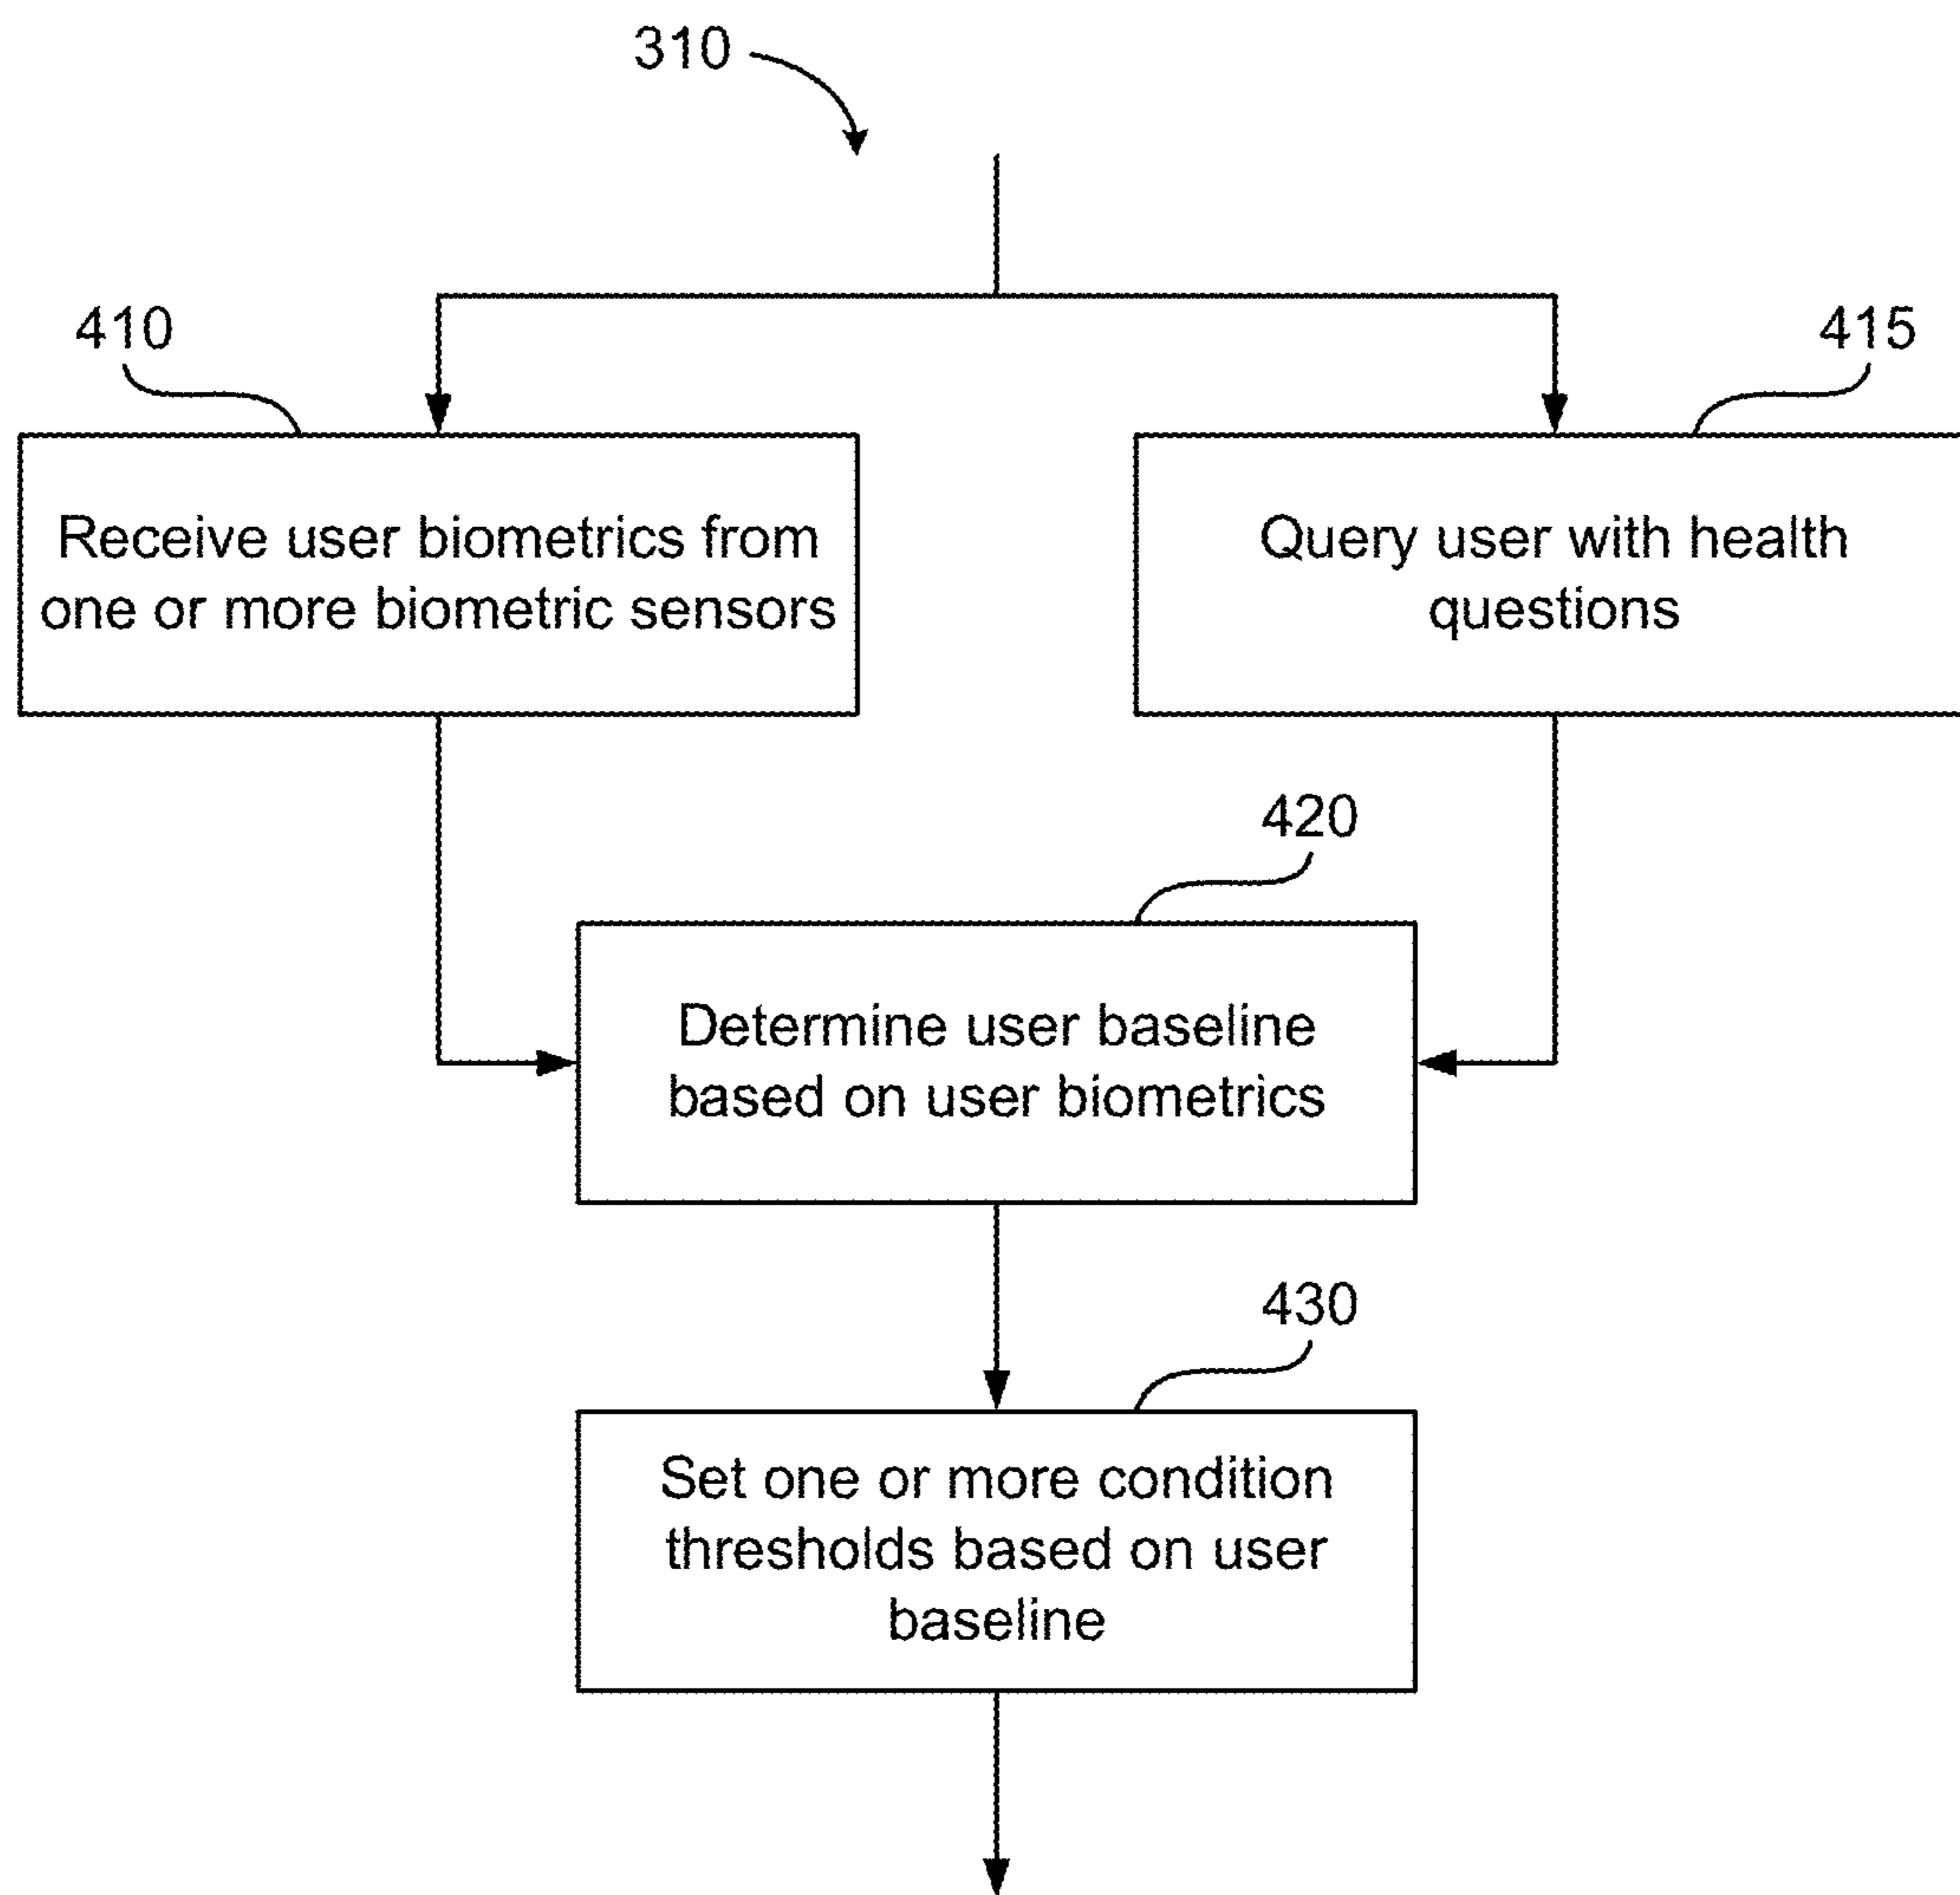 310
410
415
Receive user biometrics from
one or more biometric sensors
Query user with health
questions
420
Determine user baseline
based on user biometrics
430
Set one or more condition
thresholds based on user
baseline